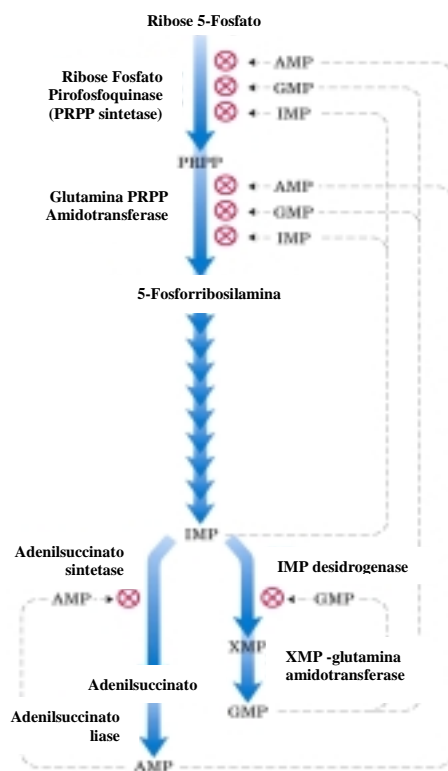 Ribose 5-Fosfato
AMP
Ribose Fosfato
Pirofosfoquinase
(PRPP sintetase)
GMP
IMP
PRPP
Glutamina PRPP
Amidotransferase
AMP
GMP
IMP
5-Fosforribosilamina
IMP
Adenilsuccinato
sintetase
IMP desidrogenase
AMP
GMP
XMP
XMP -glutamina
amidotransferase
Adenilsuccinato
GMP
Adenilsuccinato
liase
AMP